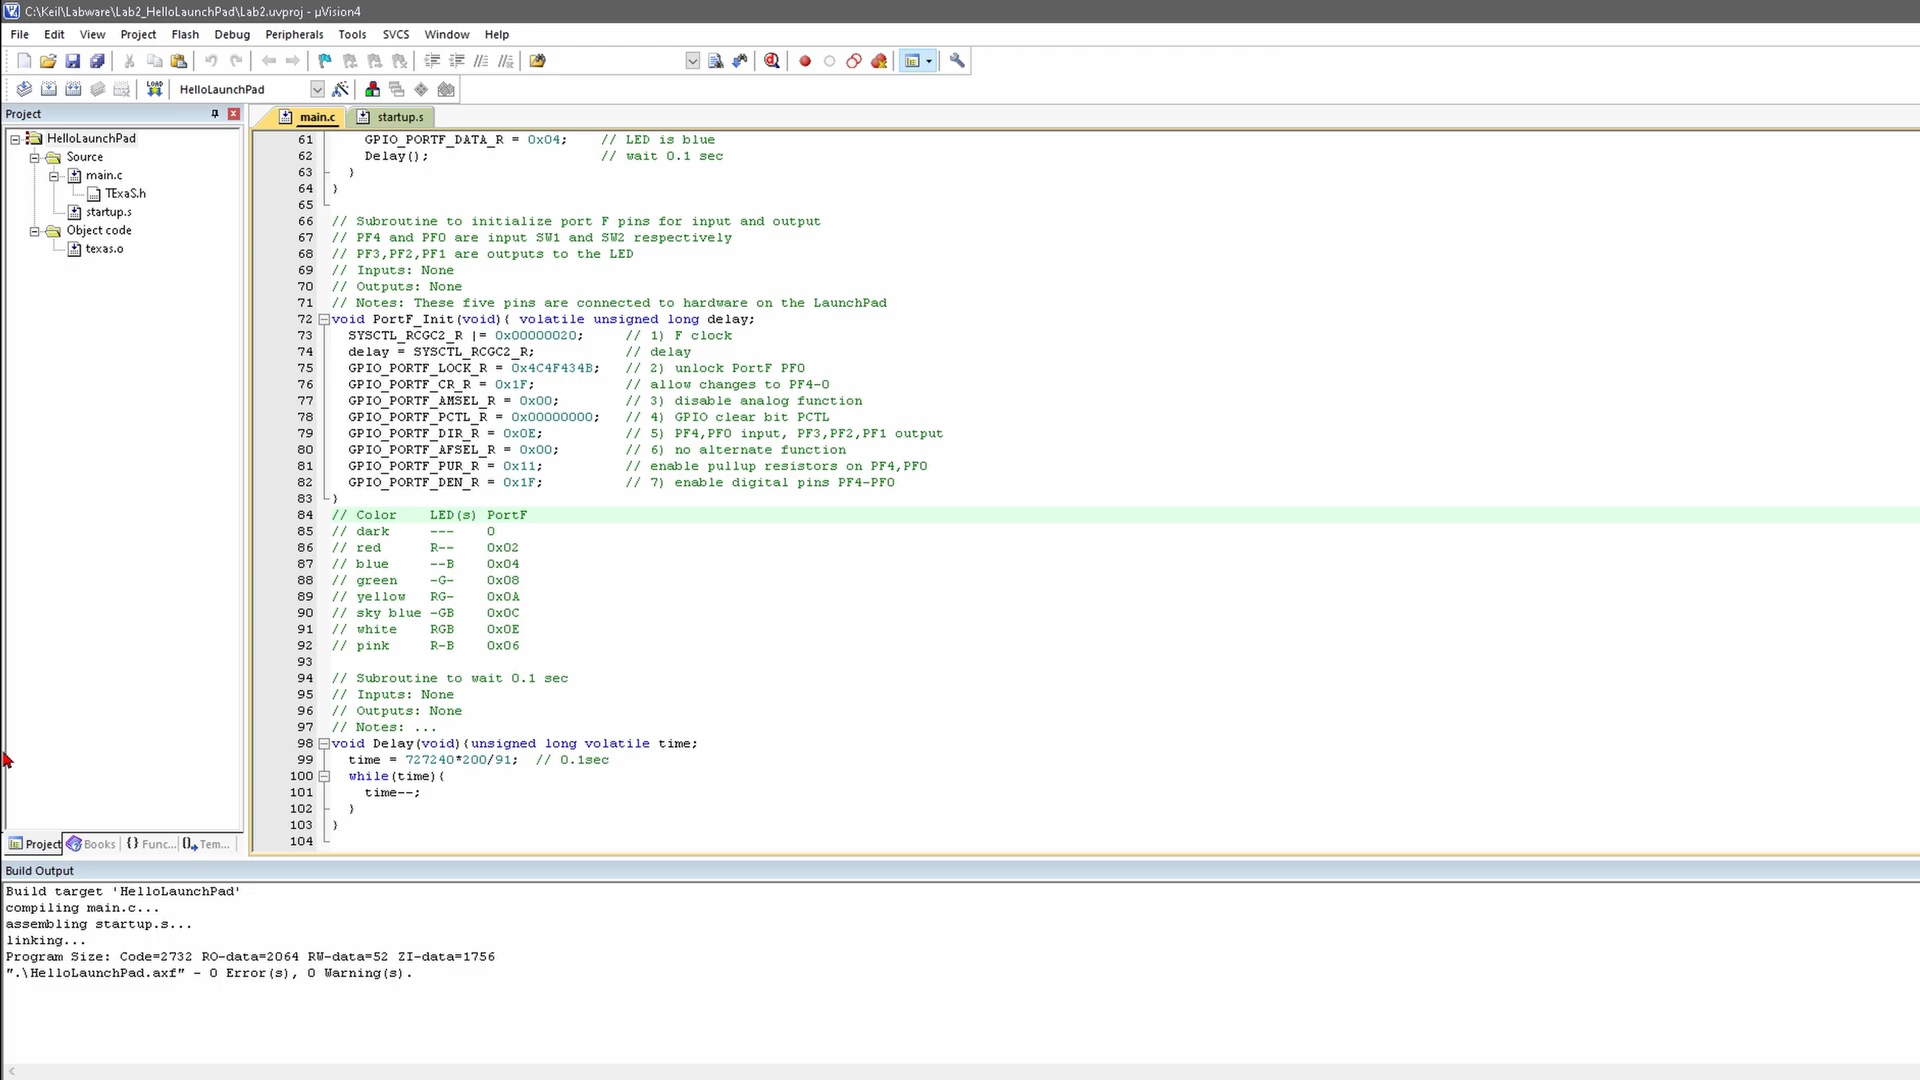 C:\Keil\Labware\Lab2_HelloLaunchPad\Lab2.uvproj - µVision4
File Edit View Project Flash Debug Peripherals Tools SVCS Window Help
LOAD HelloLaunchPad
Project
main.c startup.s
HelloLaunchPad
Source
main.c
TExaS.h
startup.s
Object code
texas.o
61 GPIO_PORTF_DATA_R = 0x04; // LED is blue
62 Delay(); // wait 0.1 sec
63 }
64 }
65
66 // Subroutine to initialize port F pins for input and output
67 // PF4 and PF0 are input SW1 and SW2 respectively
68 // PF3,PF2,PF1 are outputs to the LED
69 // Inputs: None
70 // Outputs: None
71 // Notes: These five pins are connected to hardware on the LaunchPad
72 void PortF_Init(void){ volatile unsigned long delay;
73 SYSCTL_RCGC2_R |= 0x00000020; // 1) F clock
74 delay = SYSCTL_RCGC2_R; // delay
75 GPIO_PORTF_LOCK_R = 0x4C4F434B; // 2) unlock PortF PF0
76 GPIO_PORTF_CR_R = 0x1F; // allow changes to PF4-0
77 GPIO_PORTF_AMSEL_R = 0x00; // 3) disable analog function
78 GPIO_PORTF_PCTL_R = 0x00000000; // 4) GPIO clear bit PCTL
79 GPIO_PORTF_DIR_R = 0x0E; // 5) PF4,PF0 input, PF3,PF2,PF1 output
80 GPIO_PORTF_AFSEL_R = 0x00; // 6) no alternate function
81 GPIO_PORTF_PUR_R = 0x11; // enable pullup resistors on PF4,PF0
82 GPIO_PORTF_DEN_R = 0x1F; // 7) enable digital pins PF4-PF0
83 }
84 // Color LED(s) PortF
85 // dark --- 0
86 // red R-- 0x02
87 // blue --B 0x04
88 // green -G- 0x08
89 // yellow RG- 0x0A
90 // sky blue -GB 0x0C
91 // white RGB 0x0E
92 // pink R-B 0x06
93
94 // Subroutine to wait 0.1 sec
95 // Inputs: None
96 // Outputs: None
97 // Notes: ...
98 void Delay(void){unsigned long volatile time;
99 time = 727240*200/91; // 0.1sec
100 while(time){
101 time--;
102 }
103 }
104
Project Books {} Func... Tem...
Build Output
Build target 'HelloLaunchPad'
compiling main.c...
assembling startup.s...
linking...
Program Size: Code=2732 RO-data=2064 RW-data=52 ZI-data=1756
".\HelloLaunchPad.axf" - 0 Error(s), 0 Warning(s).